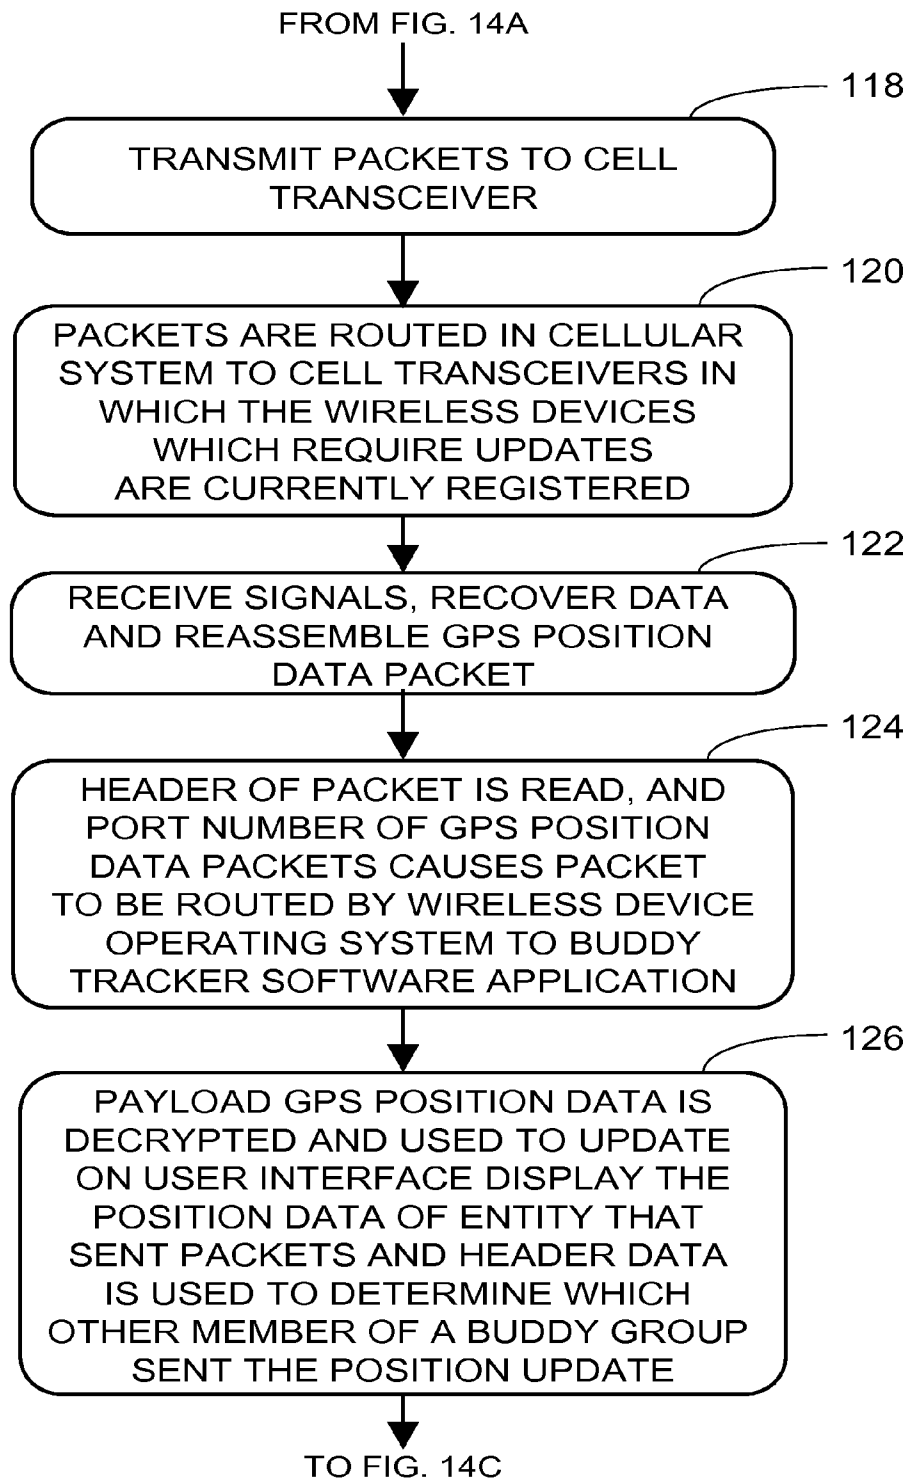 FROM FIG. 14A
118
TRANSMIT PACKETS TO CELL
TRANSCEIVER
120
PACKETS ARE ROUTED IN CELLULAR
SYSTEM TO CELL TRANSCEIVERS IN
WHICH THE WIRELESS DEVICES
WHICH REQUIRE UPDATES
ARE CURRENTLY REGISTERED
122
RECEIVE SIGNALS, RECOVER DATA
AND REASSEMBLE GPS POSITION
DATA PACKET
124
HEADER OF PACKET IS READ, AND
PORT NUMBER OF GPS POSITION
DATA PACKETS CAUSES PACKET
TO BE ROUTED BY WIRELESS DEVICE
OPERATING SYSTEM TO BUDDY
TRACKER SOFTWARE APPLICATION
126
PAYLOAD GPS POSITION DATA IS
DECRYPTED AND USED TO UPDATE
ON USER INTERFACE DISPLAY THE
POSITION DATA OF ENTITY THAT
SENT PACKETS AND HEADER DATA
IS USED TO DETERMINE WHICH
OTHER MEMBER OF A BUDDY GROUP
SENT THE POSITION UPDATE
TO FIG. 14C